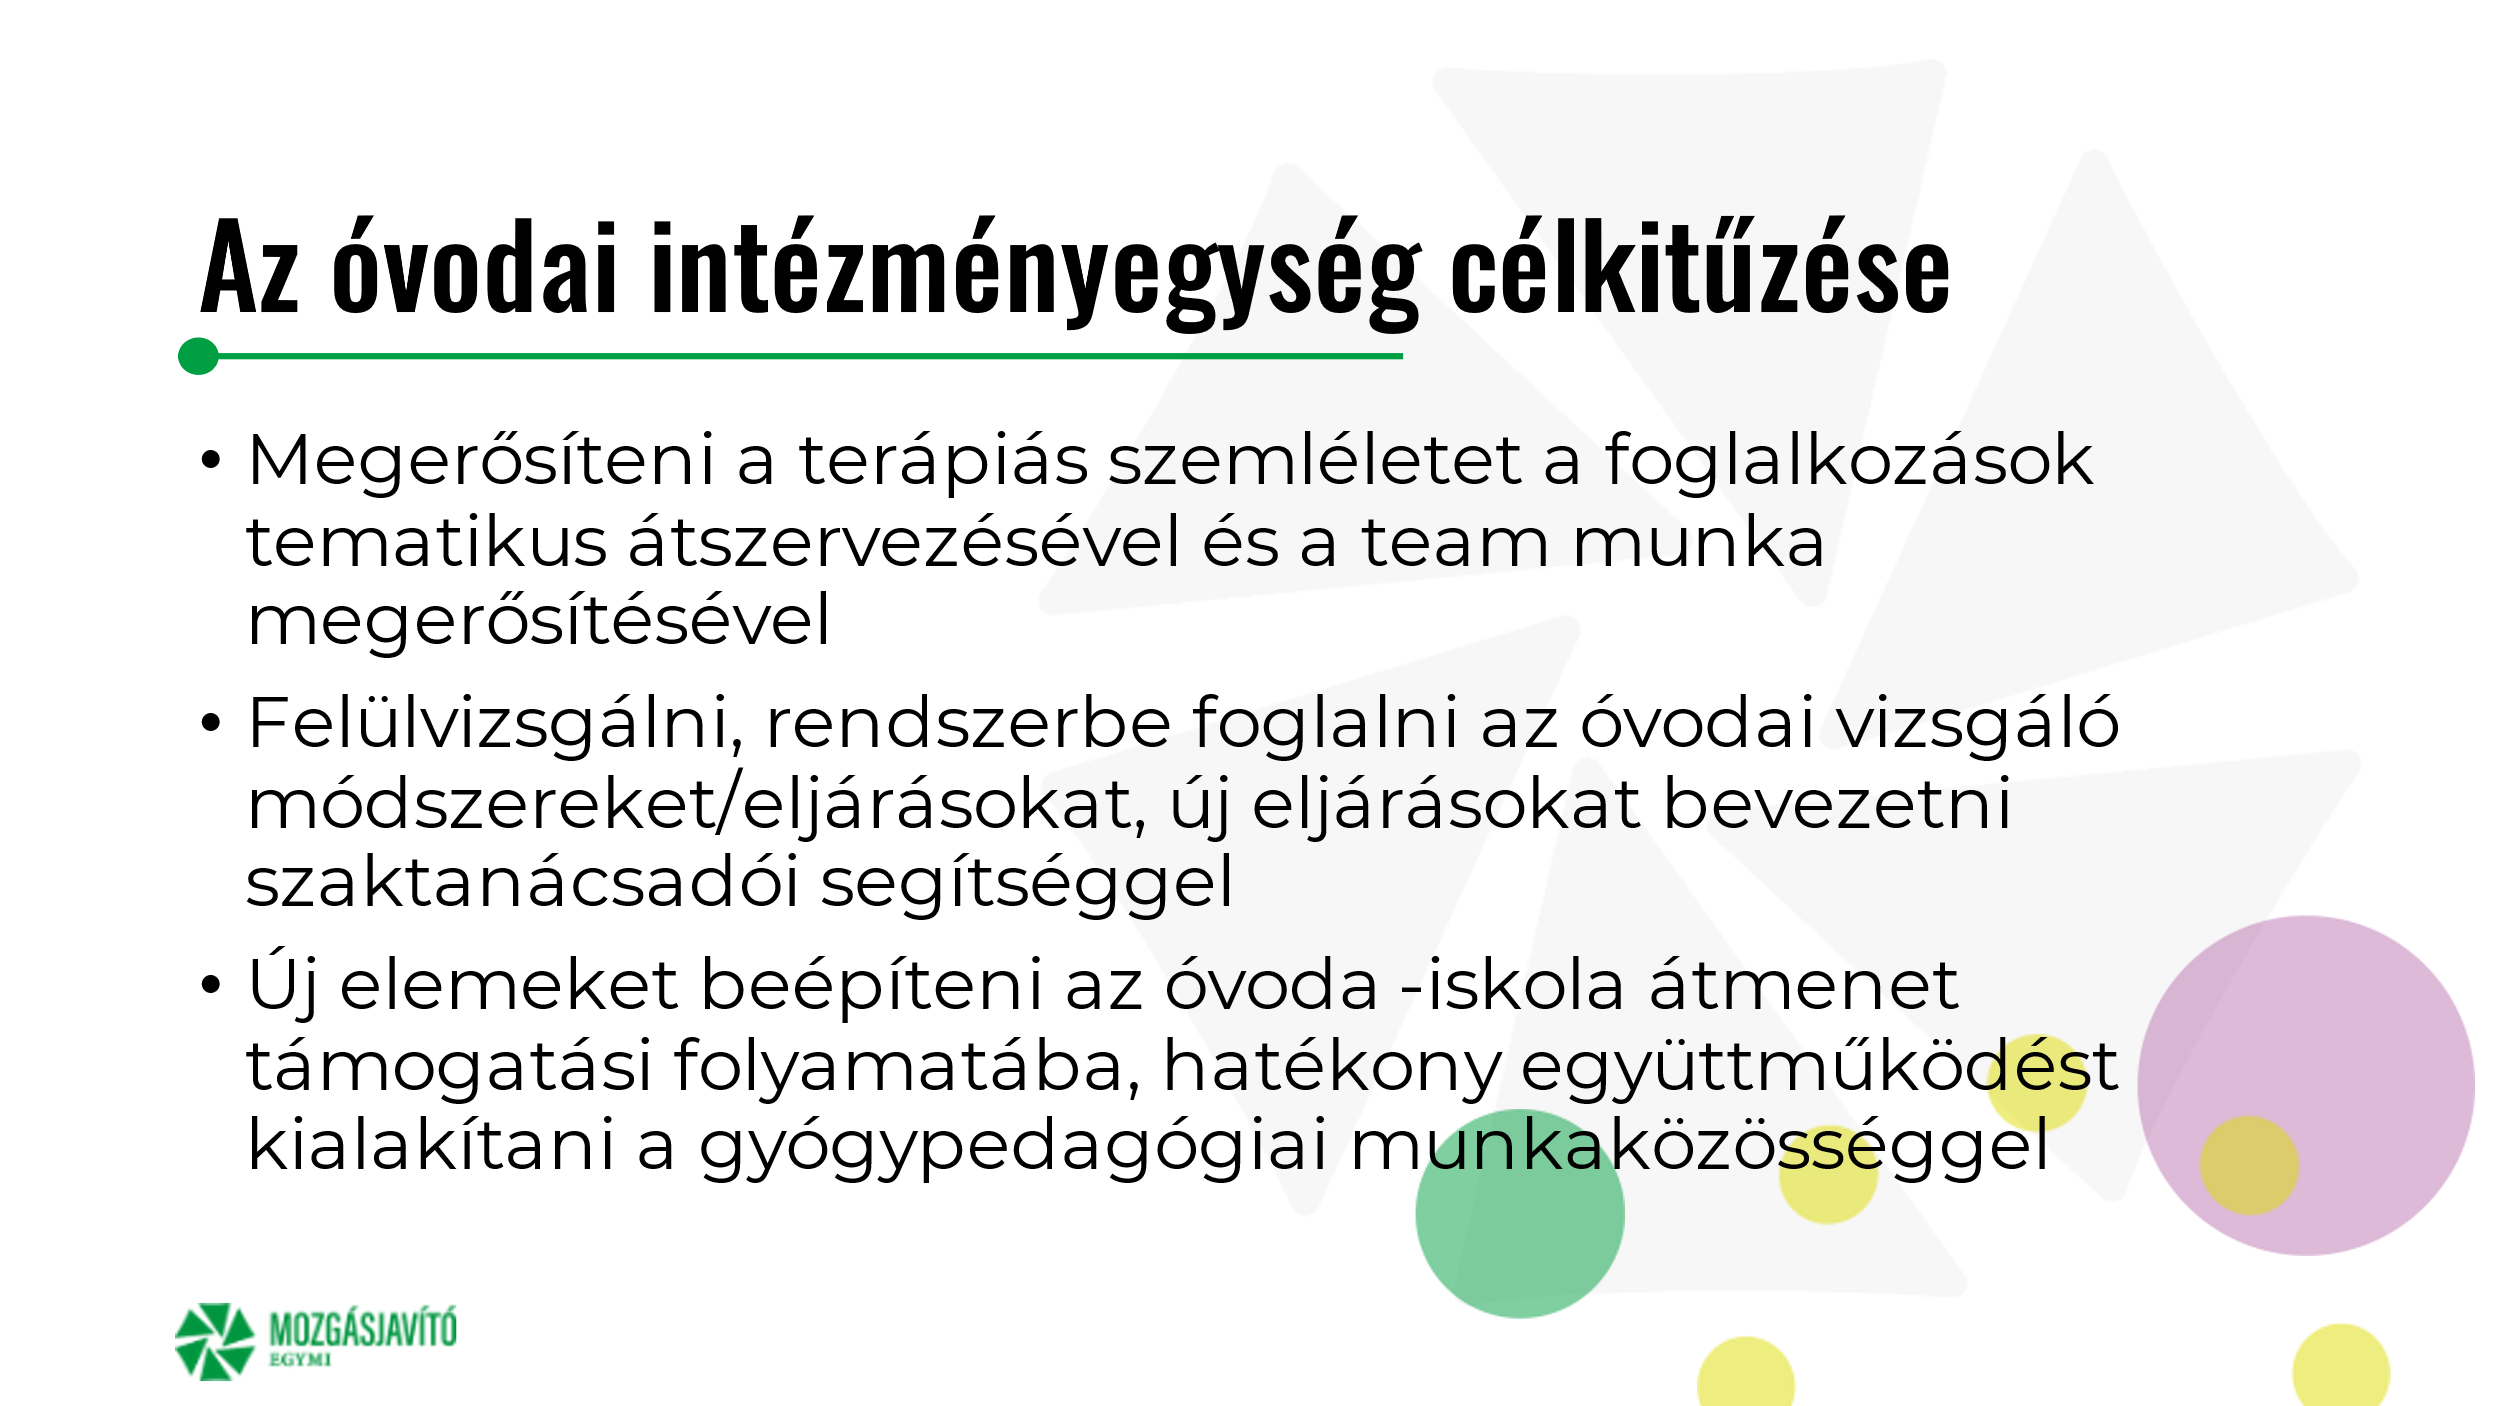 Az óvodai intézményegység célkitűzése
• Megerősíteni a terápiás szemléletet a foglalkozások
tematikus átszervezésével és a team munka
megerősítésével
• Felülvizsgálni, rendszerbe foglalni az óvodai vizsgáló
módszereket/eljárásokat, új eljárásokat bevezetni
szaktanácsadói segítséggel
• Új elemeket beépíteni az óvoda -iskola átmenet
támogatási folyamatába, hatékony együttműködést
kialakítani a gyógypedagógiai munkaközösséggel
MOZGÁSJAVÍTÓ
EGYMI